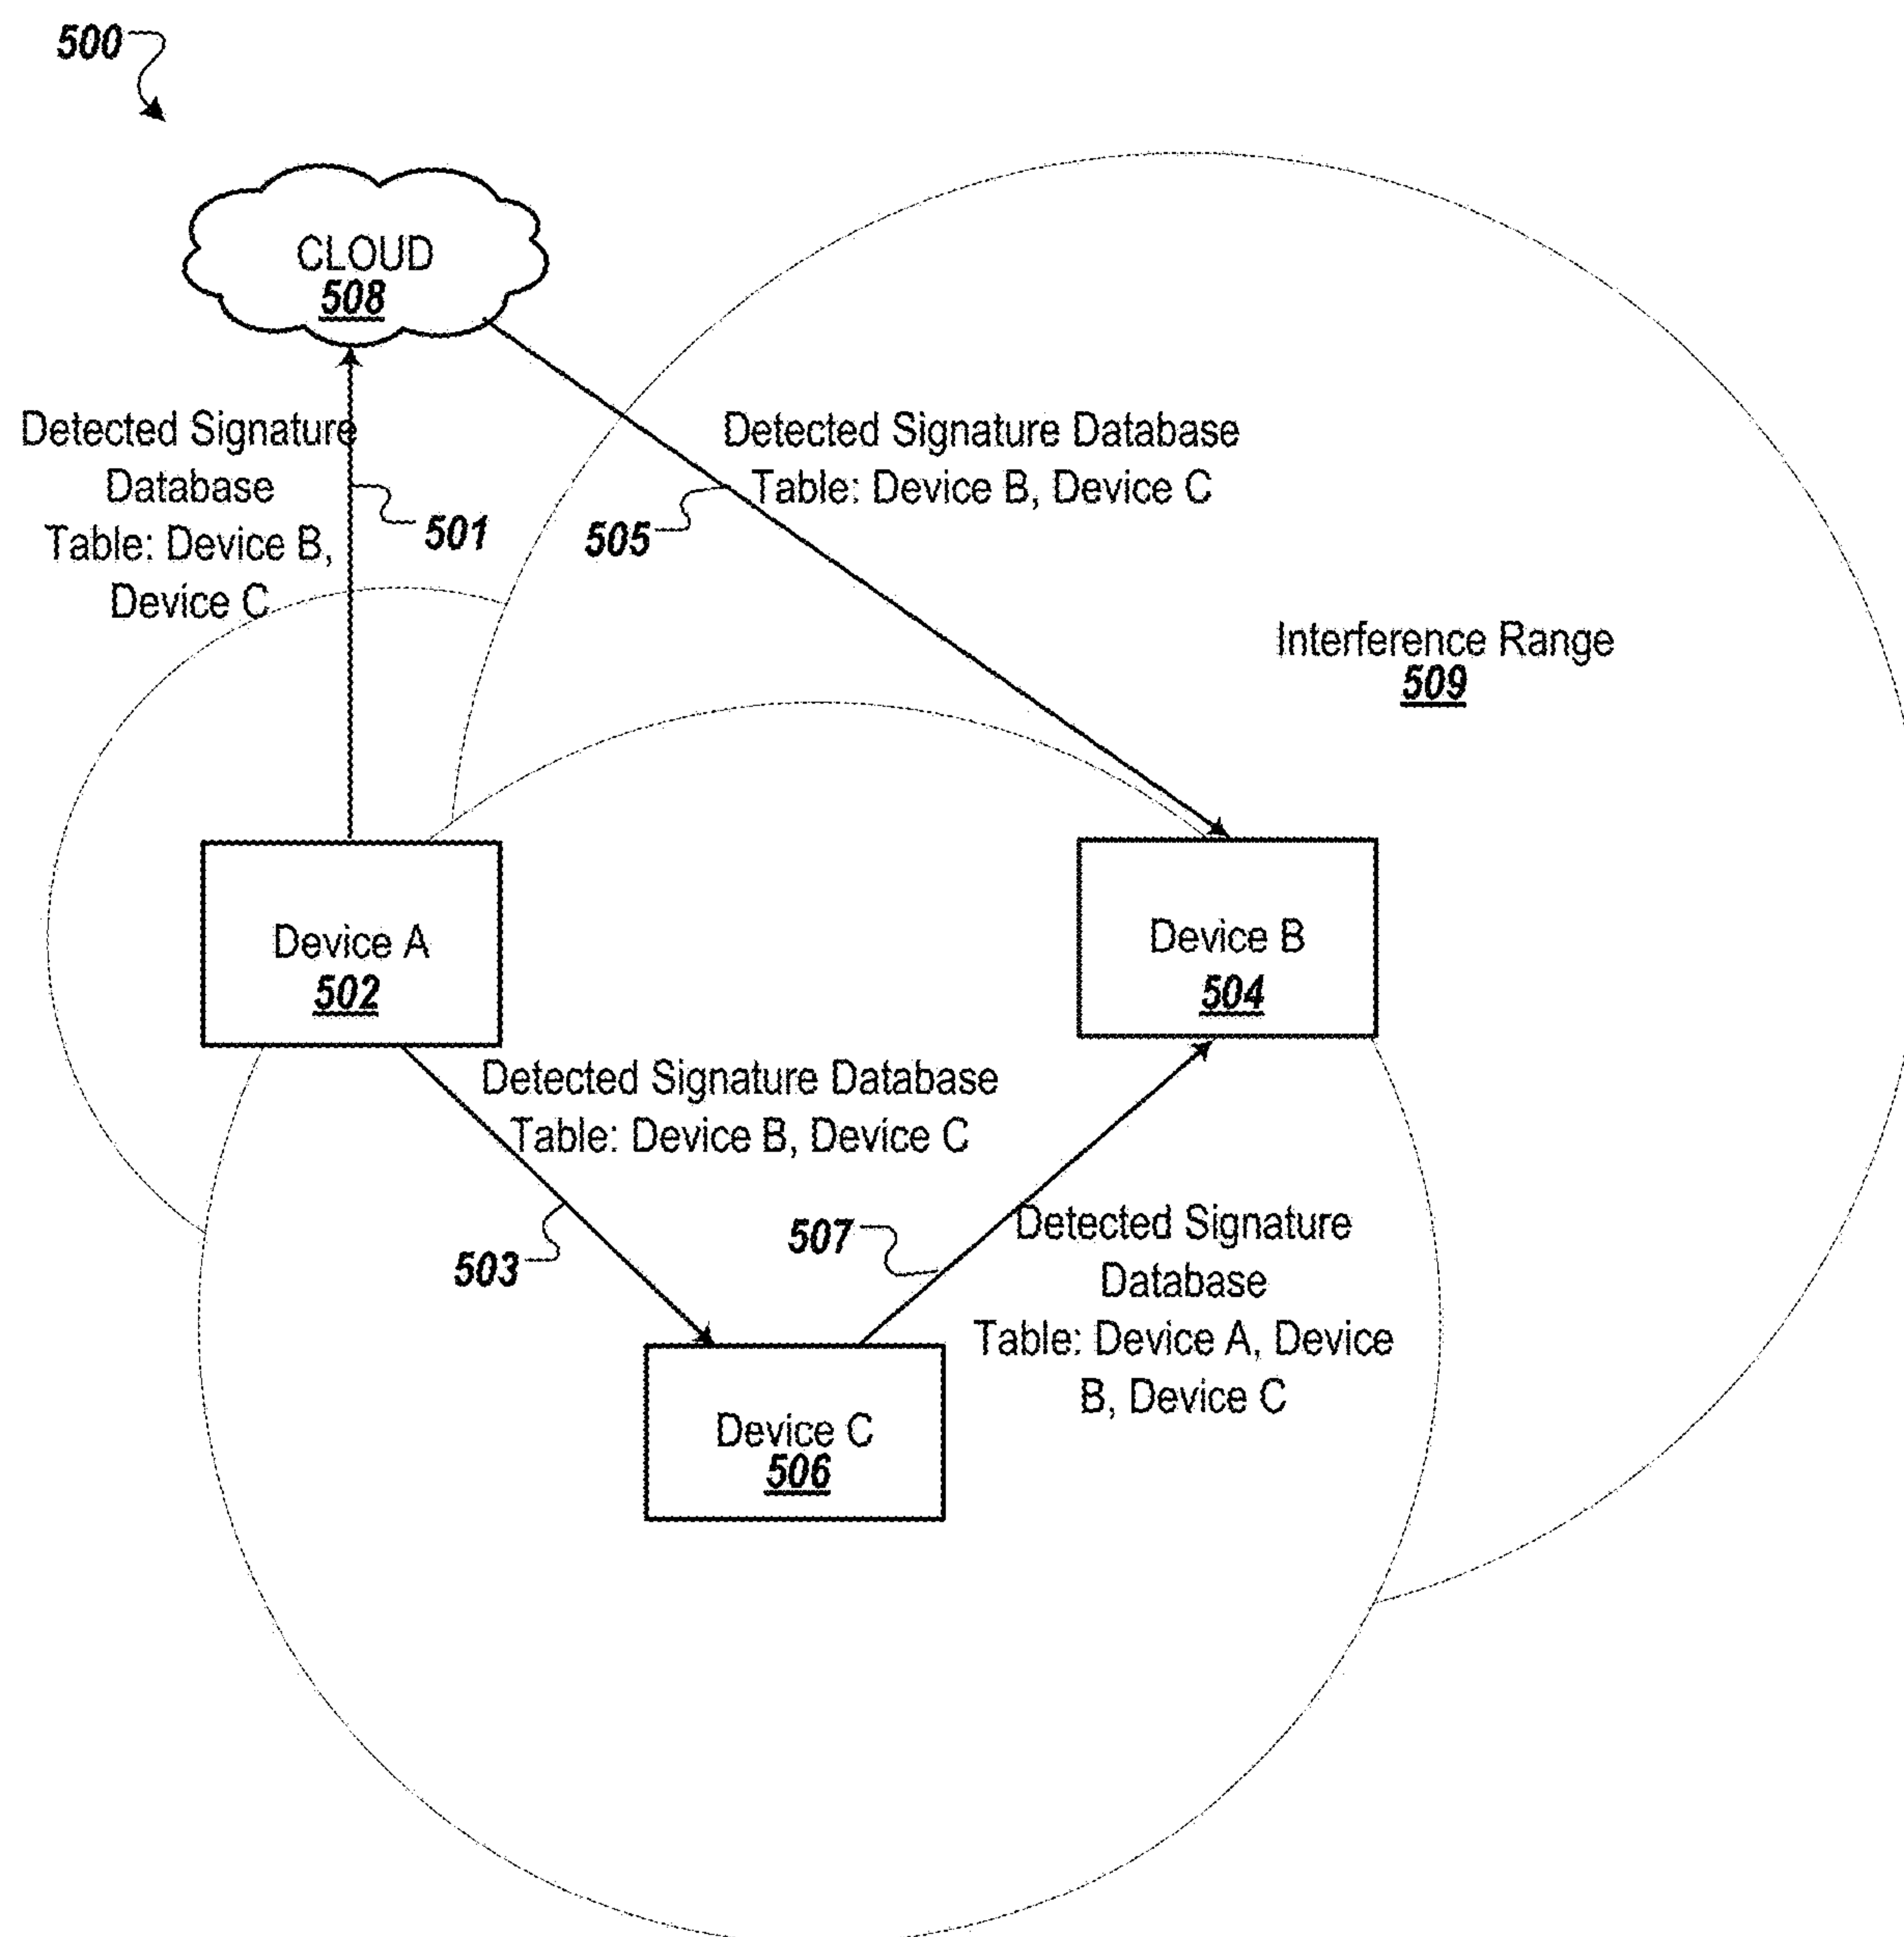 500
CLOUD
508
Detected Signature
Database
Table: Device B,
Device C
501
Detected Signature Database
Table: Device B, Device C
505
Interference Range
509
Device A
502
Device B
504
Detected Signature Database
Table: Device B, Device C
503
507
Detected Signature
Database
Table: Device A, Device
B, Device C
Device C
506